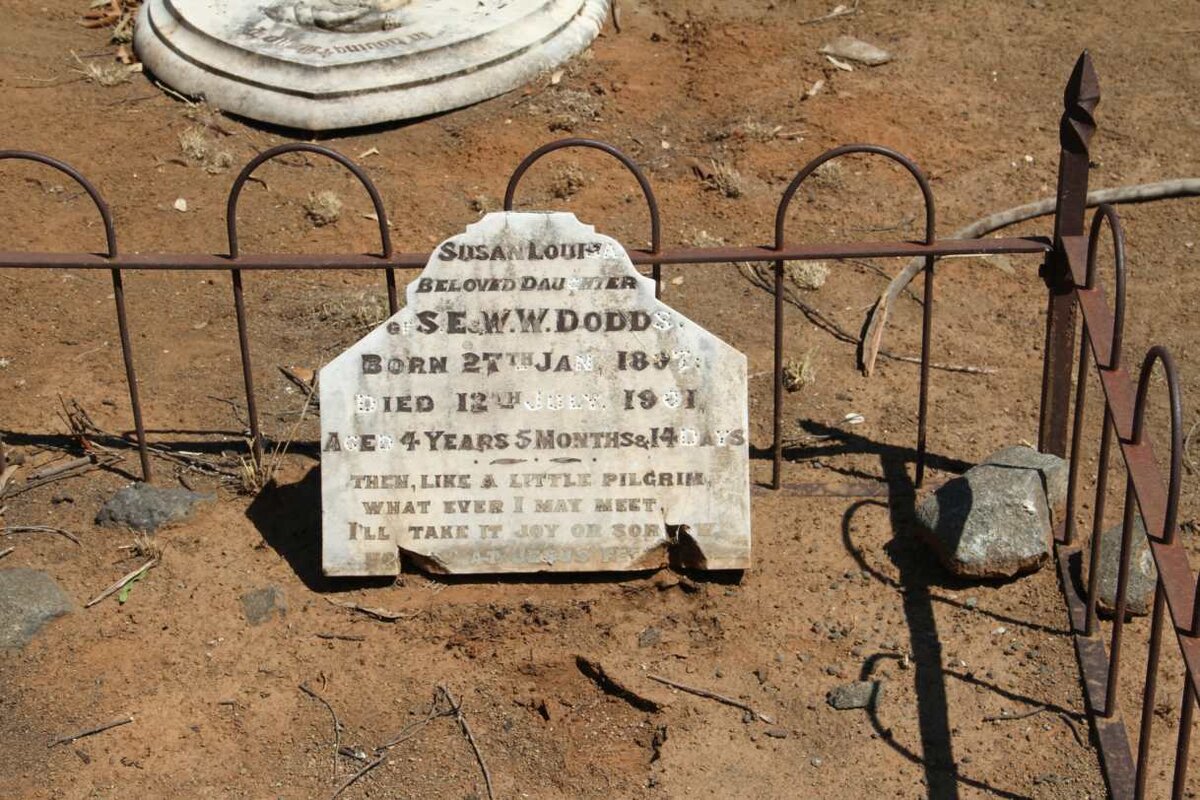 SUSAN LOUISA
BELOVED DAUGHTER
OF S E & W. W. DODDS.
BORN 27TH JAN, 1897.
DIED 12TH JULY, 1901,
AGED 4 YEARS 5 MONTHS & 14 DAYS
THEN, LIKE A LITTLE PILGRIM,
WHAT EVER I MAY MEET,
I'LL TAKE IT JOY OR SORROW